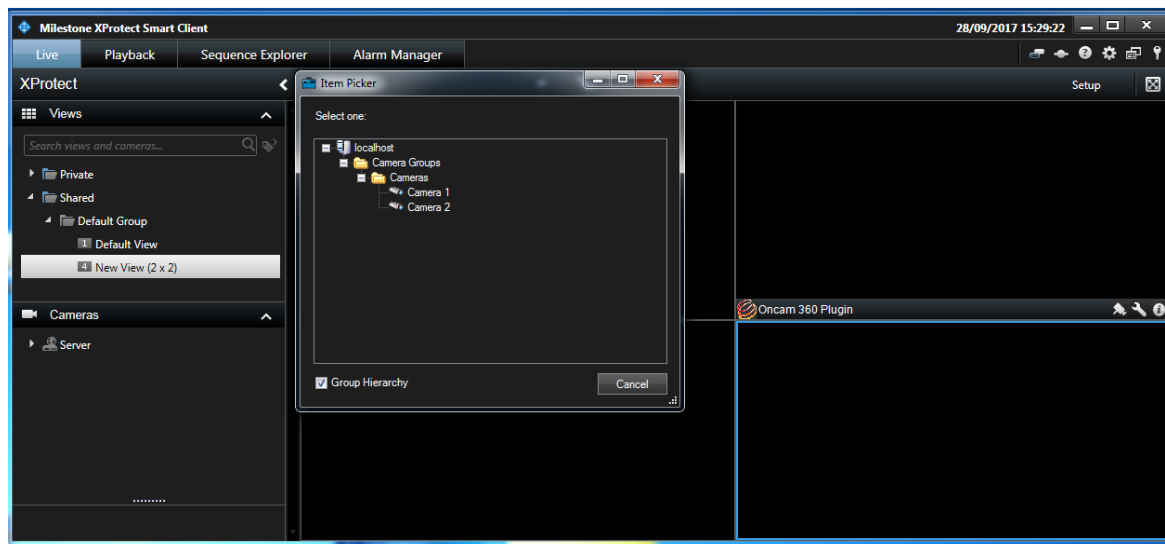 Milestone XProtect Smart Client
28/09/2017 15:29:22
Live
Playback
Sequence Explorer
Alarm Manager
XProtect
Setup
Views
Search views and cameras...
Private
Shared
Default Group
1 Default View
4 New View (2 x 2)
Cameras
Server
Item Picker
Select one:
localhost
Camera Groups
Cameras
Camera 1
Camera 2
Group Hierarchy
Cancel
Oncam 360 Plugin